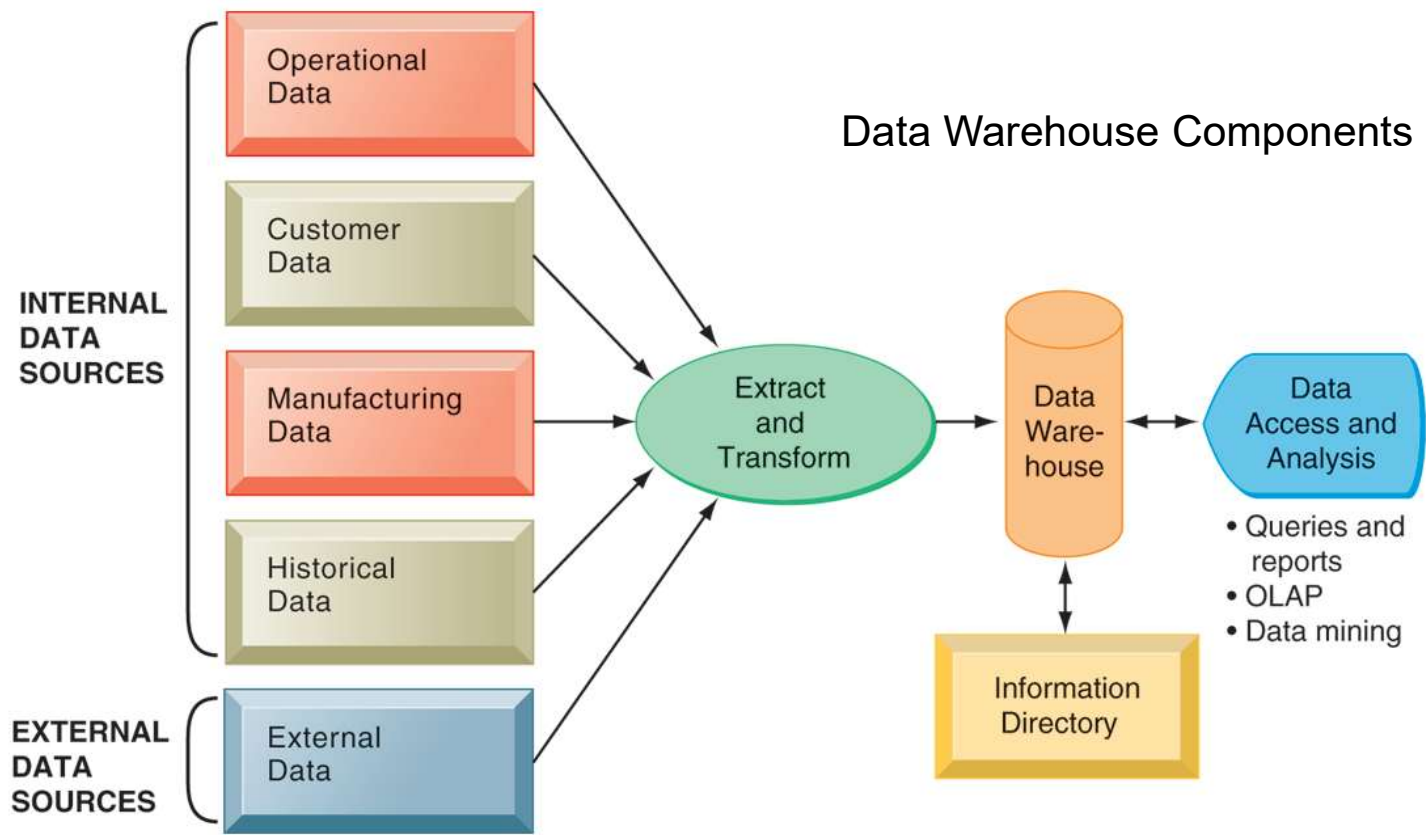 Data Warehouse Components
INTERNAL
DATA
SOURCES
Operational
Data
Customer
Data
Manufacturing
Data
Historical
Data
EXTERNAL
DATA
SOURCES
External
Data
Extract
and
Transform
Data
Ware-
house
Information
Directory
Data
Access and
Analysis
• Queries and
reports
• OLAP
• Data mining